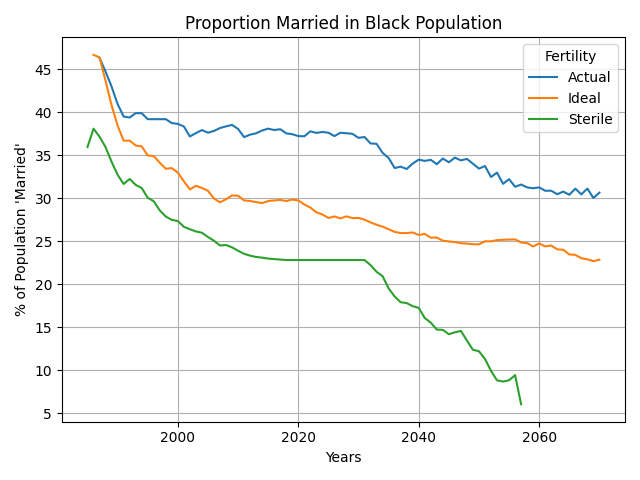 Proportion Married in Black Population
% of Population 'Married'
45
40
35
30
25
20
15
10
5
Fertility
Actual
Ideal
Sterile
2000
2020
2040
2060
Years